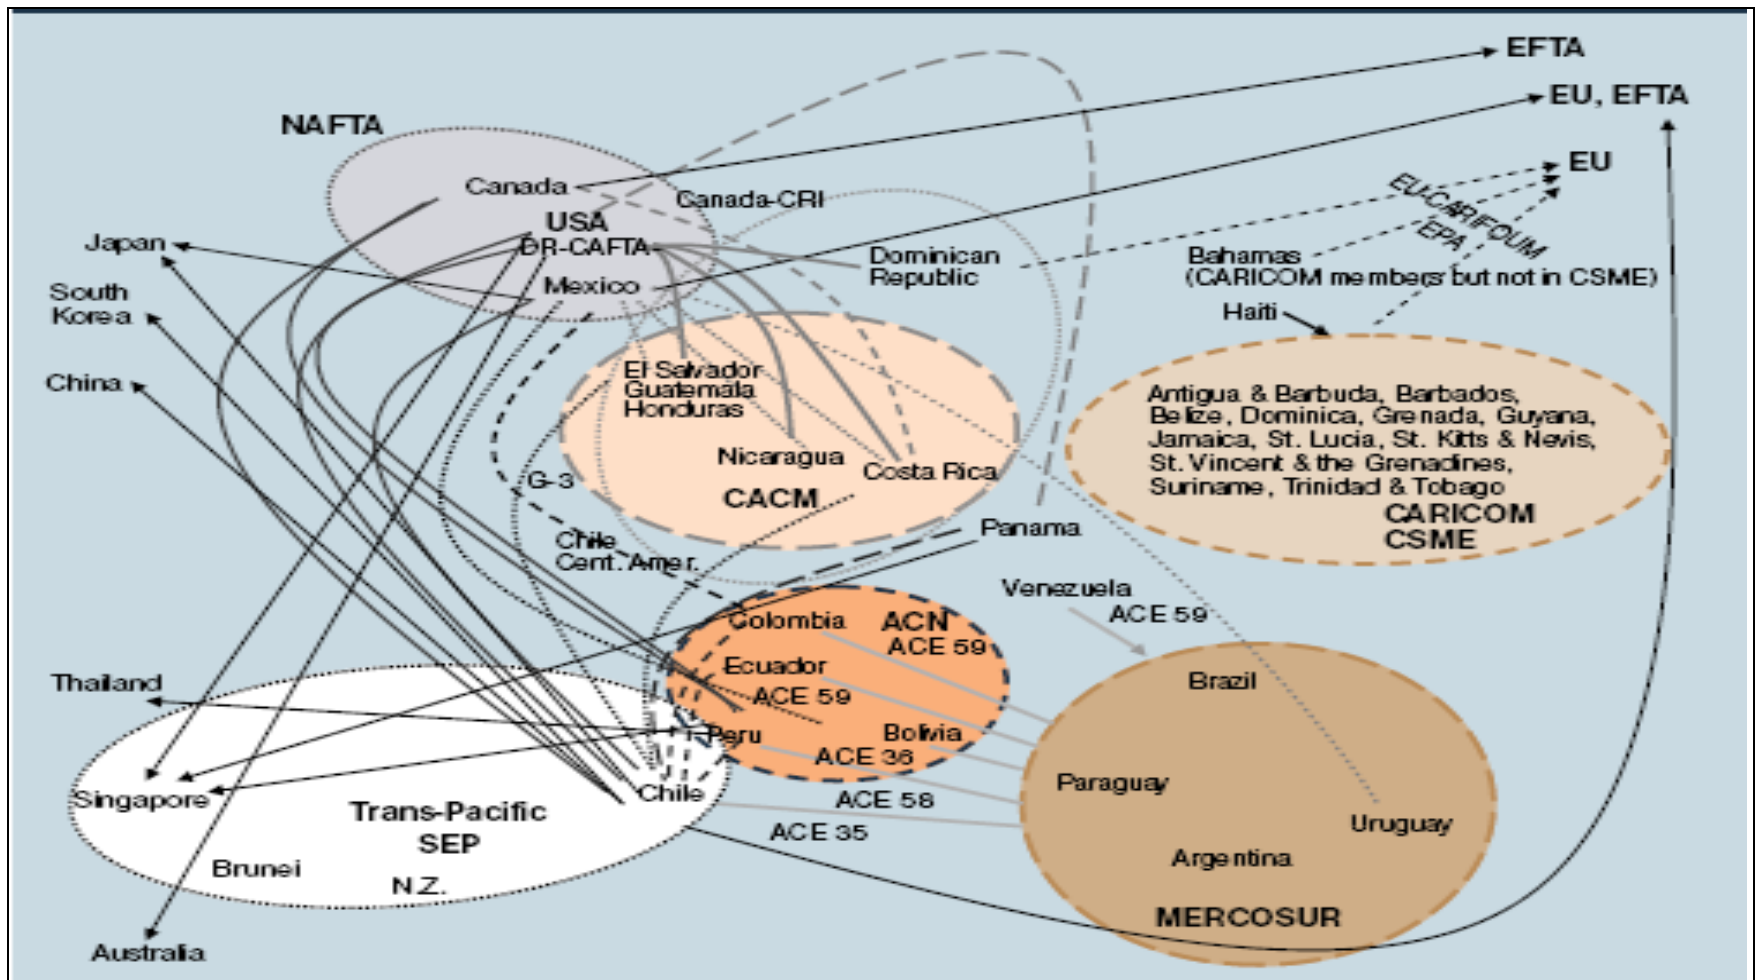 EFTA
EU, EFTA
NAFTA
EU
Canada
Canada-CRI
EU-CARIFOUM
EPA
USA
DR-CAFTA
Japan
Dominican
Republic
Bahamas
(CARICOM members but not in CSME)
Mexico
South
Korea
Haiti
China
El Salvador
Guatemala
Honduras
Antigua & Barbuda, Barbados,
Belize, Dominica, Grenada, Guyana,
Jamaica, St. Lucia, St. Kitts & Nevis,
St. Vincent & the Grenadines,
Suriname, Trinidad & Tobago
CARICOM
CSME
Nicaragua
Costa Rica
G-3
CACM
Panama
Chile
Cent. Amer.
Venezuela
ACE 59
Colombia
ACN
ACE 59
Ecuador
ACE 59
Thailand
Brazil
Peru
Bolivia
ACE 36
Paraguay
Singapore
Chile
ACE 58
Trans-Pacific
SEP
ACE 35
Uruguay
Argentina
Brunei
N.Z.
MERCOSUR
Australia